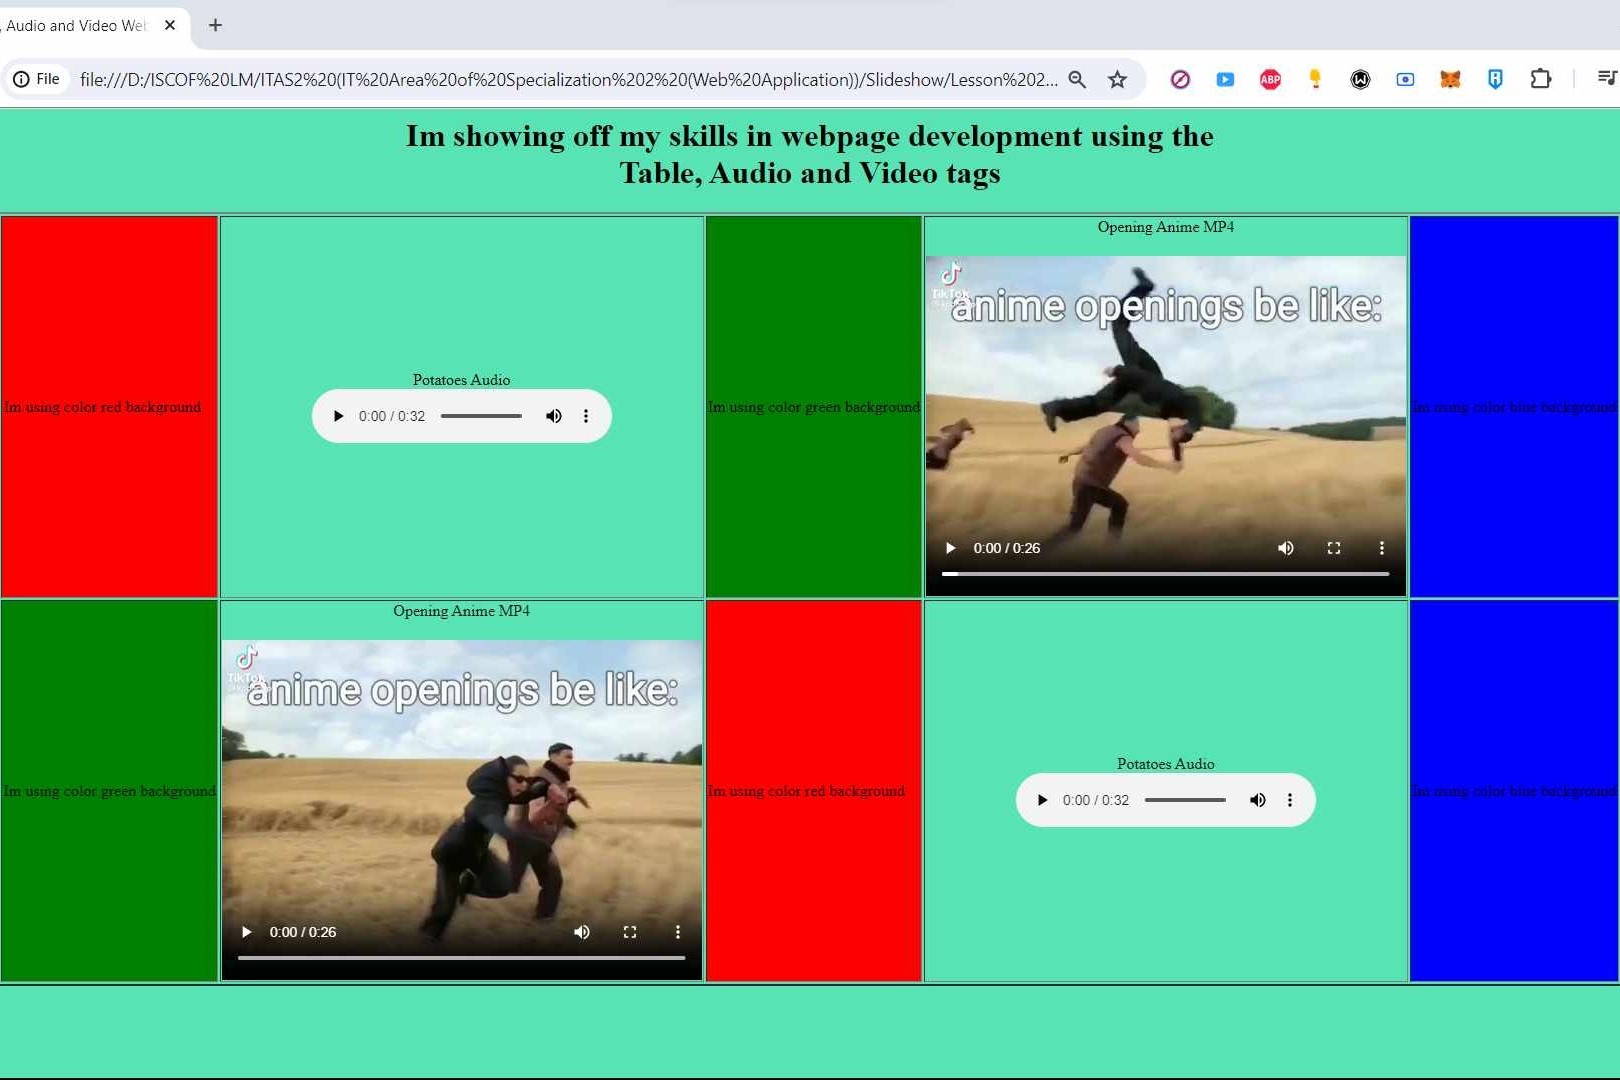 , Audio and Video Web
File
file:///D:/ISCOF%20LM/ITAS2%20(IT%20Area%20of%20Specialization%202%20(Web%20Application))/Slideshow/Lesson%202...
ABP
Im showing off my skills in webpage development using the
Table, Audio and Video tags
Im using color red background
Potatoes Audio
0:00 / 0:32
Im using color green background
Opening Anime MP4
TikTok
anime openings be like:
0:00 / 0:26
Im using color blue background
Im using color green background
Opening Anime MP4
TikTok
anime openings be like:
0:00 / 0:26
Im using color red background
Potatoes Audio
0:00 / 0:32
Im using color blue background